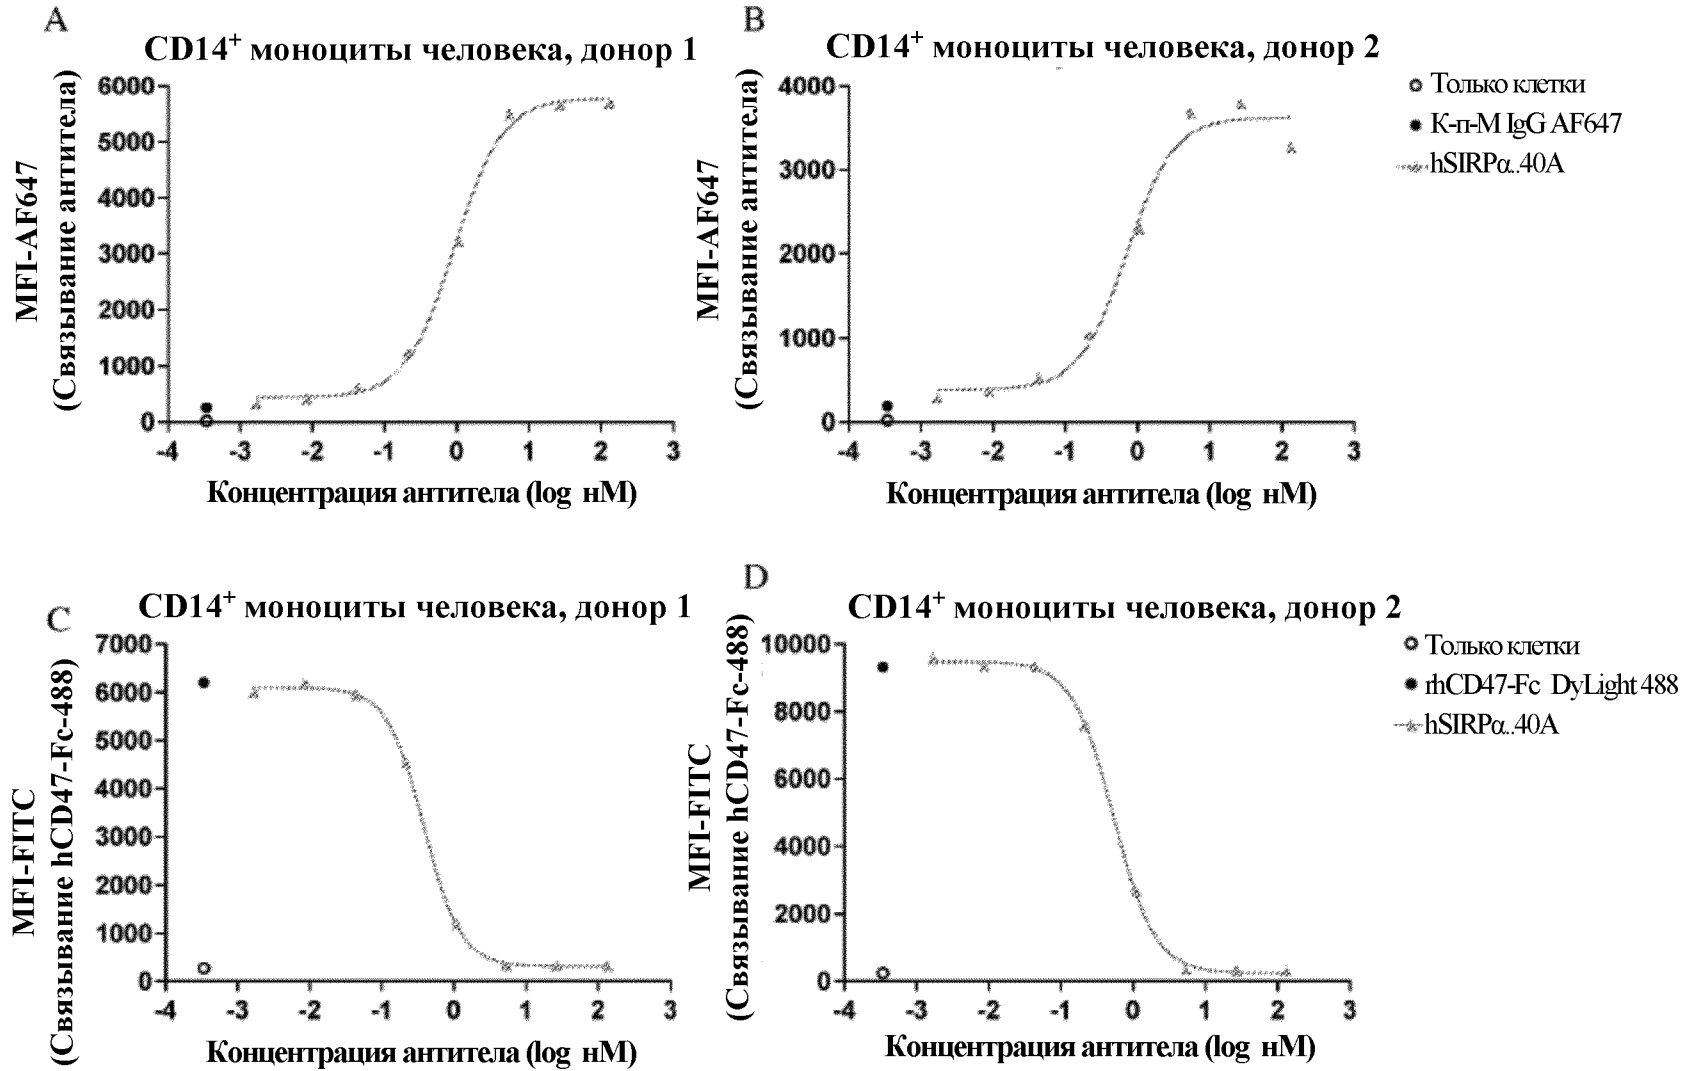 A
CD14+ моноциты человека, донор 1
MFI-AF647
(Связывание антитела)
6000
5000
4000
3000
2000
1000
0
-4 -3 -2 -1 0 1 2 3
Концентрация антитела (log нМ)
B
CD14+ моноциты человека, донор 2
MFI-AF647
(Связывание антитела)
4000
3000
2000
1000
0
-4 -3 -2 -1 0 1 2 3
Концентрация антитела (log нМ)
Только клетки
К-п-М IgG AF647
hSIRPα..40A
C
CD14+ моноциты человека, донор 1
MFI-FITC
(Связывание hCD47-Fc-488)
7000
6000
5000
4000
3000
2000
1000
0
-4 -3 -2 -1 0 1 2 3
Концентрация антитела (log нМ)
D
CD14+ моноциты человека, донор 2
MFI-FITC
(Связывание hCD47-Fc-488)
10000
8000
6000
4000
2000
0
-4 -3 -2 -1 0 1 2 3
Концентрация антитела (log нМ)
Только клетки
rhCD47-Fc DyLight 488
hSIRPα..40A